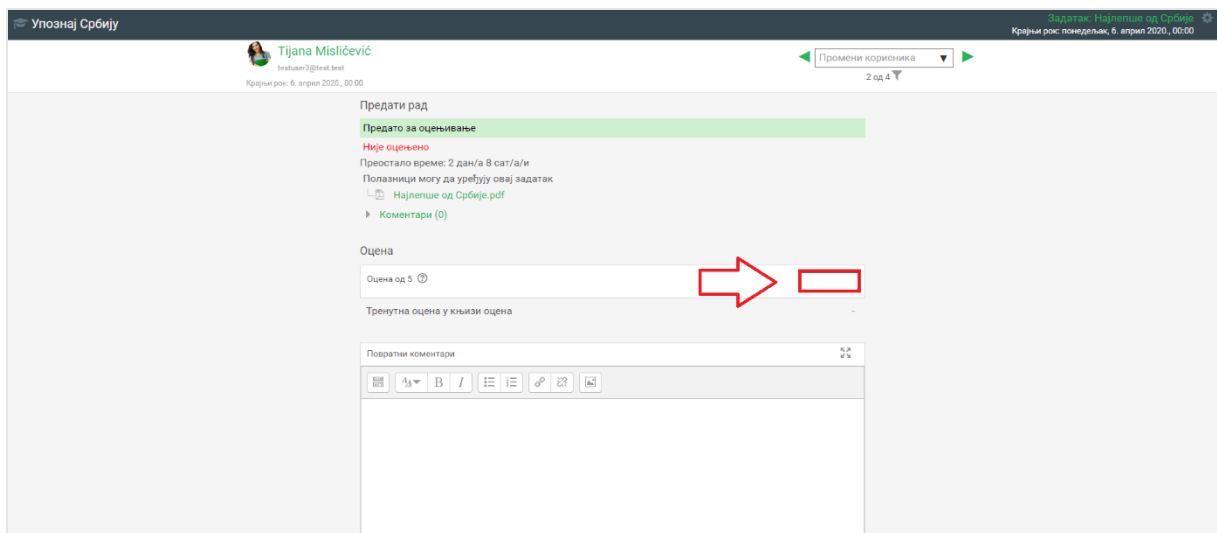 Упознај Србију
Задатак: Најлепше од Србије
Крајњи рок: понедељак, 6. април 2020., 00:00
Tijana Mislićević
testuser3@test.test
Крајњи рок: 6. април 2020., 00:00
Промени корисника
2 од 4
Предати рад
Предато за оцењивање
Није оцењено
Преостало време: 2 дан/а 8 сат/а/и
Полазници могу да уређују овај задатак
Најлепше од Србије.pdf
Коментари (0)
Оцена
Оцена од 5
Тренутна оцена у књизи оцена
-
Повратни коментари
B I